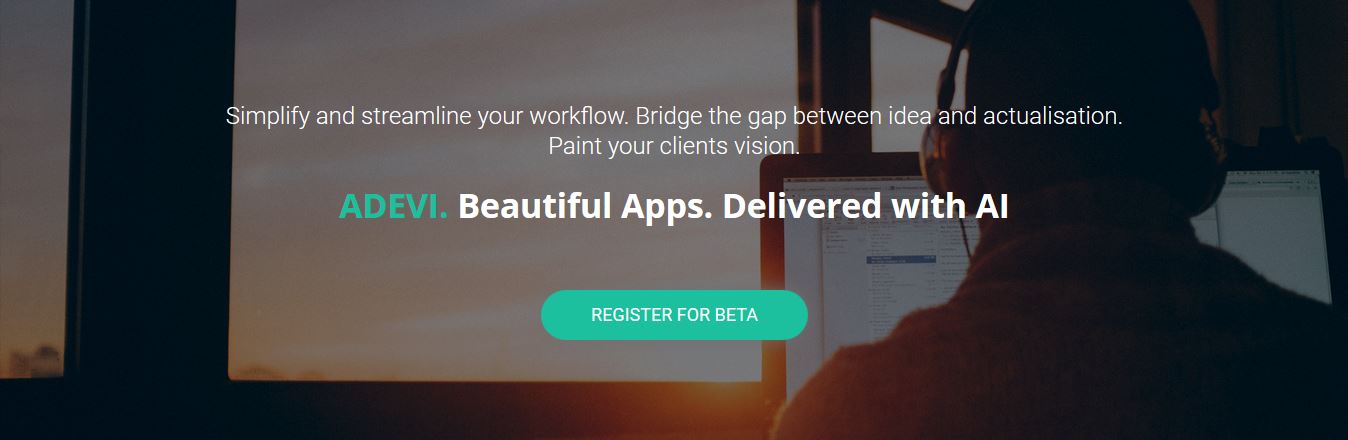 Simplify and streamline your workflow. Bridge the gap between idea and actualisation.
Paint your clients vision.
ADEVI. Beautiful Apps. Delivered with AI
REGISTER FOR BETA